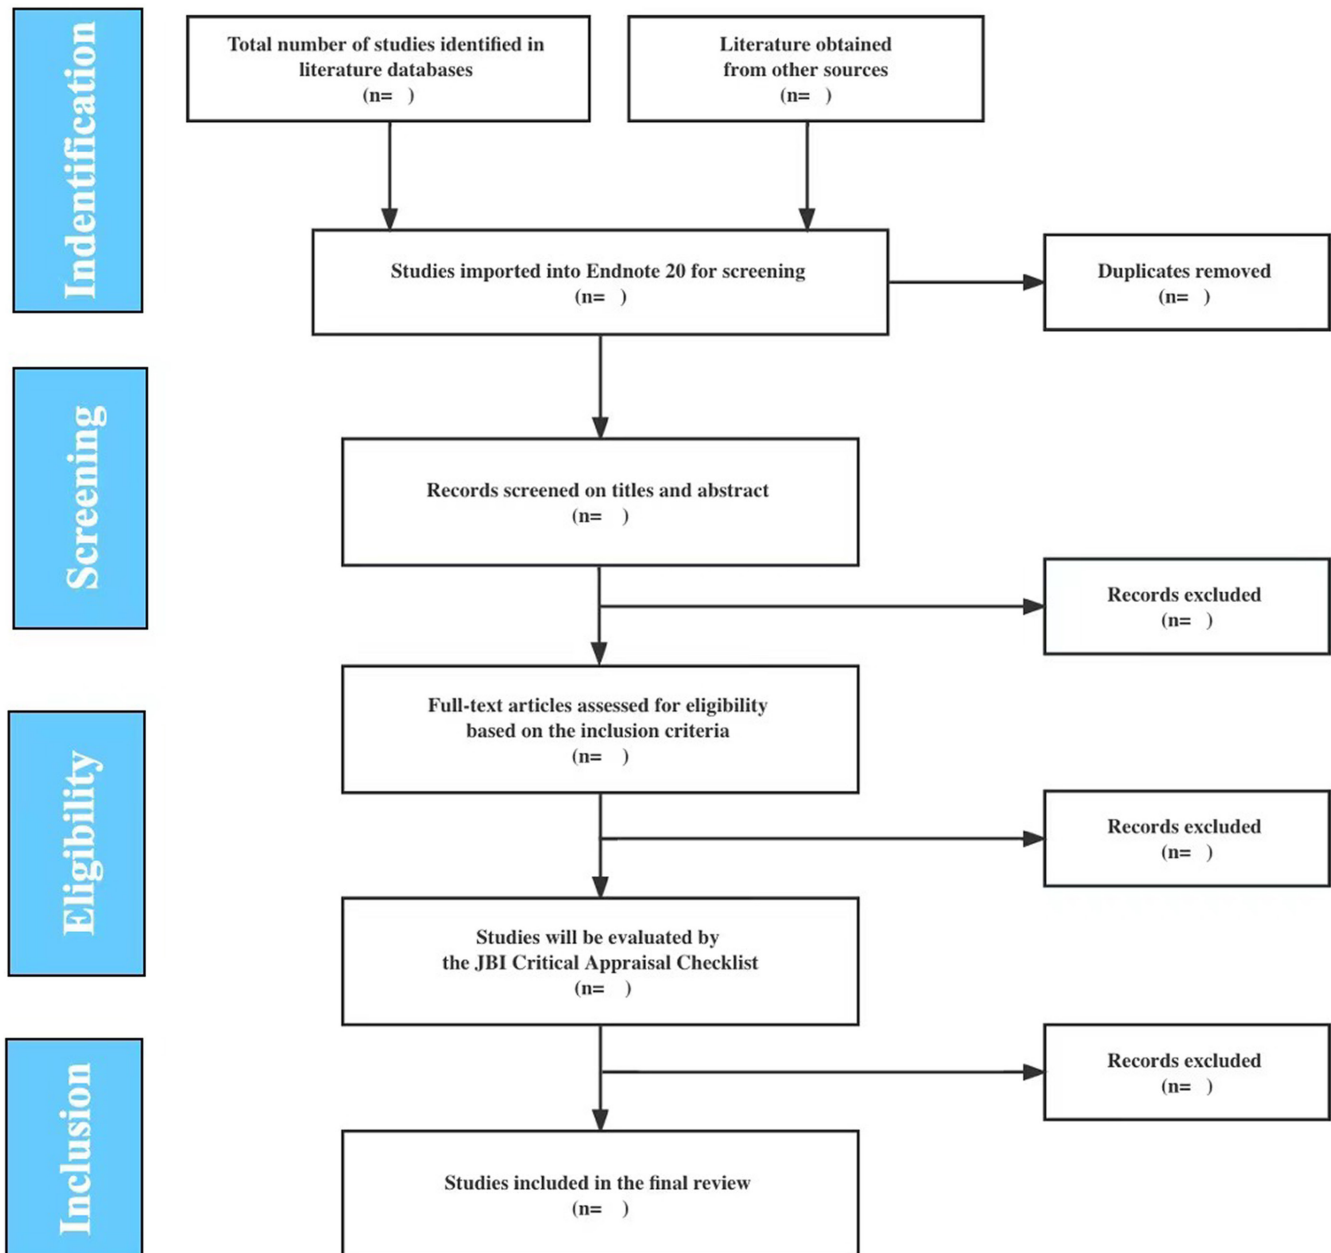 Indentification
Total number of studies identified in
literature databases
(n=   )
Literature obtained
from other sources
(n=   )
Studies imported into Endnote 20 for screening
(n=   )
Duplicates removed
(n=   )
Screening
Records screened on titles and abstract
(n=    )
Records excluded
(n=   )
Full-text articles assessed for eligibility
based on the inclusion criteria
(n=    )
Eligibility
Records excluded
(n=   )
Studies will be evaluated by
the JBI Critical Appraisal Checklist
(n=    )
Inclusion
Records excluded
(n=   )
Studies included in the final review
(n=    )